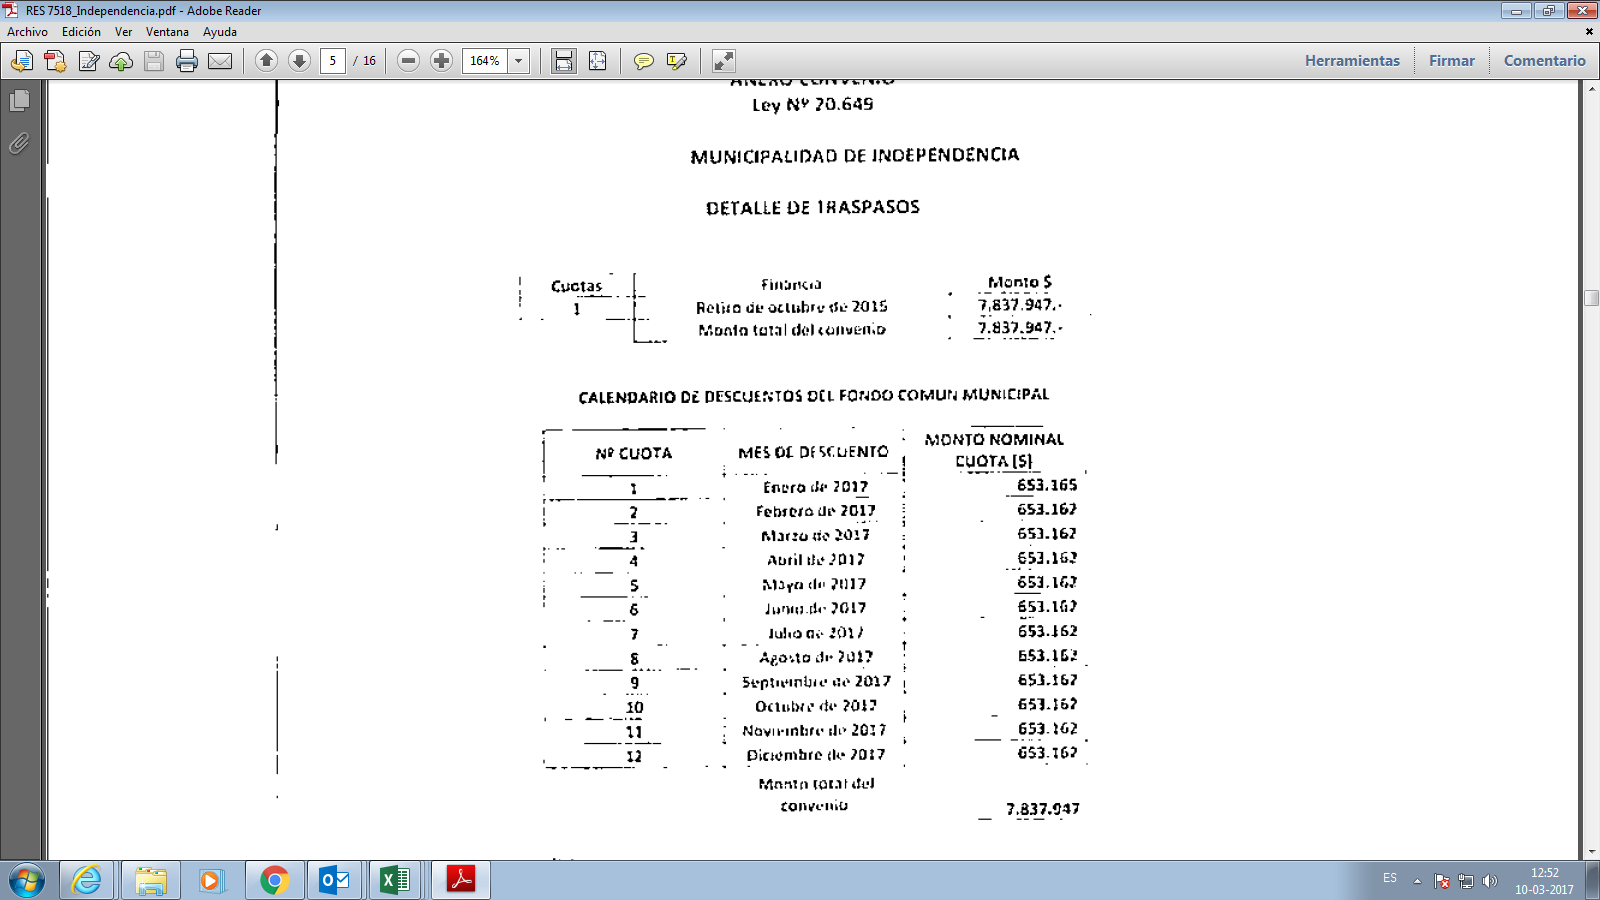 RES 7518_Independencia.pdf - Adobe Reader
Archivo Edición Ver Ventana Ayuda
5 / 16 164% Herramientas Firmar Comentario
ANEXO CONVENIO
Ley Nº 20.649
MUNICIPALIDAD DE INDEPENDENCIA
DETALLE DE TRASPASOS
Cuotas Financia Monto $
1 Retiro de octubre de 2015 7.837.947.-
Monto total del convenio 7.837.947.-
CALENDARIO DE DESCUENTOS DEL FONDO COMUN MUNICIPAL
Nº CUOTA MES DE DESCUENTO MONTO NOMINAL CUOTA ($)
1 Enero de 2017 653.165
2 Febrero de 2017 653.162
3 Marzo de 2017 653.162
4 Abril de 2017 653.162
5 Mayo de 2017 653.162
6 Junio de 2017 653.162
7 Julio de 2017 653.162
8 Agosto de 2017 653.162
9 Septiembre de 2017 653.162
10 Octubre de 2017 653.162
11 Noviembre de 2017 653.162
12 Diciembre de 2017 653.162
Monto total del
convenio 7.837.947
ES 12:52
10-03-2017